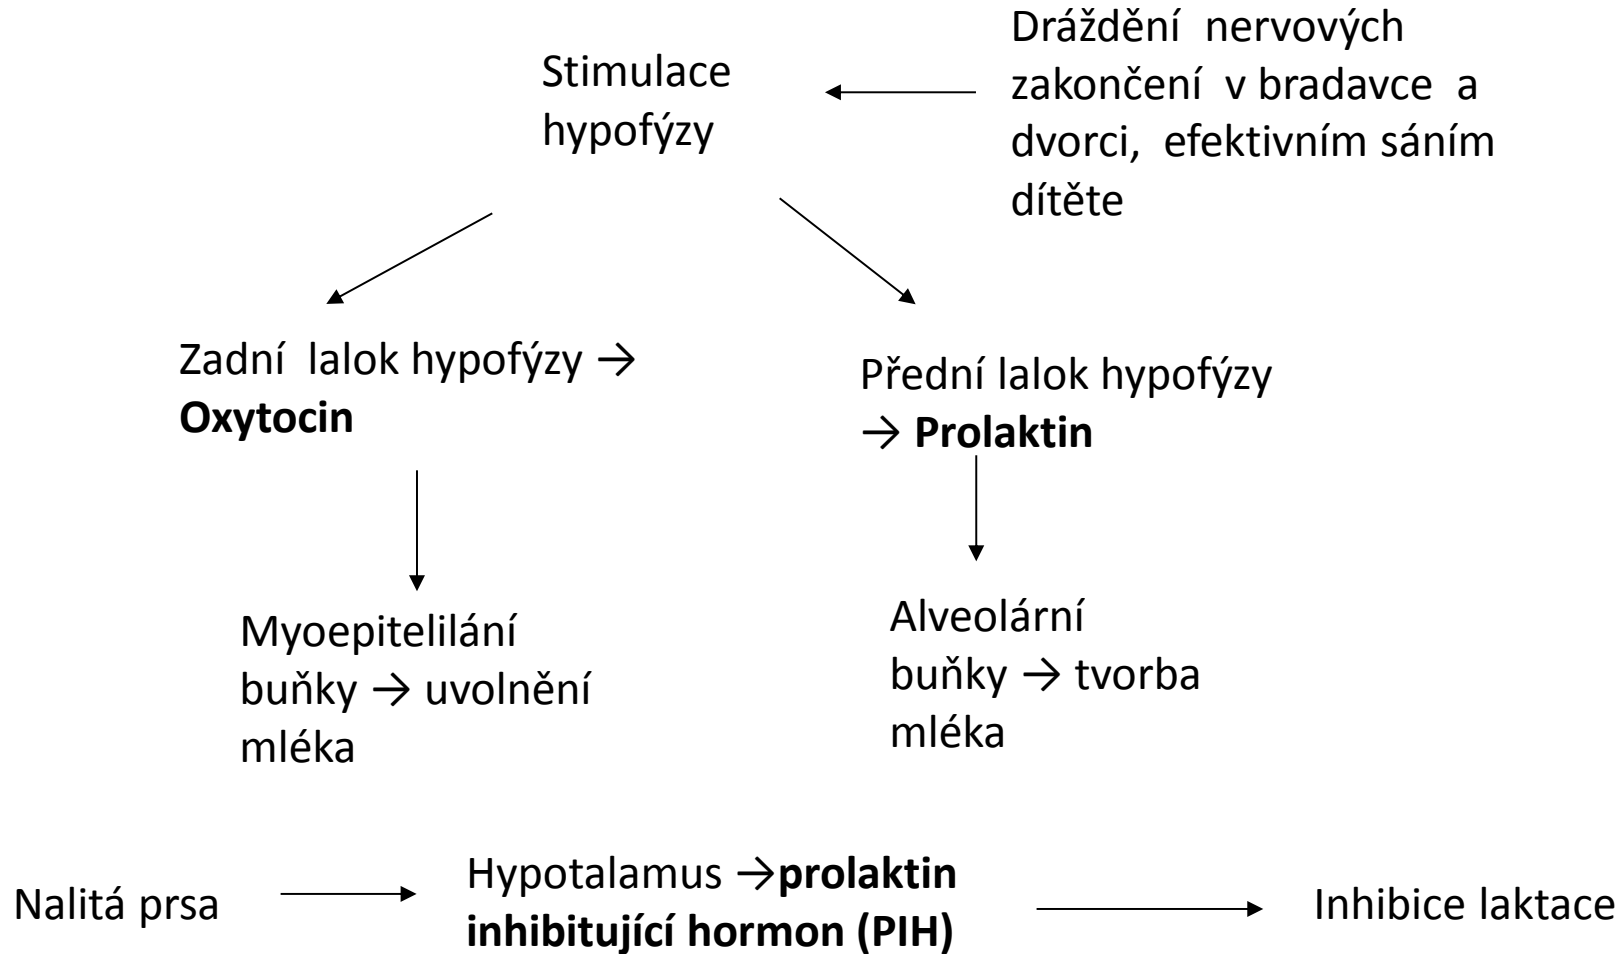 Stimulace
hypofýzy
Dráždění nervových
zakončení v bradavce a
dvorci, efektivním sáním
dítěte
Zadní lalok hypofýzy →
Oxytocin
Přední lalok hypofýzy
→ Prolaktin
Myoepitelilání
buňky → uvolnění
mléka
Alveolární
buňky → tvorba
mléka
Nalitá prsa
Hypotalamus →prolaktin
inhibitující hormon (PIH)
Inhibice laktace